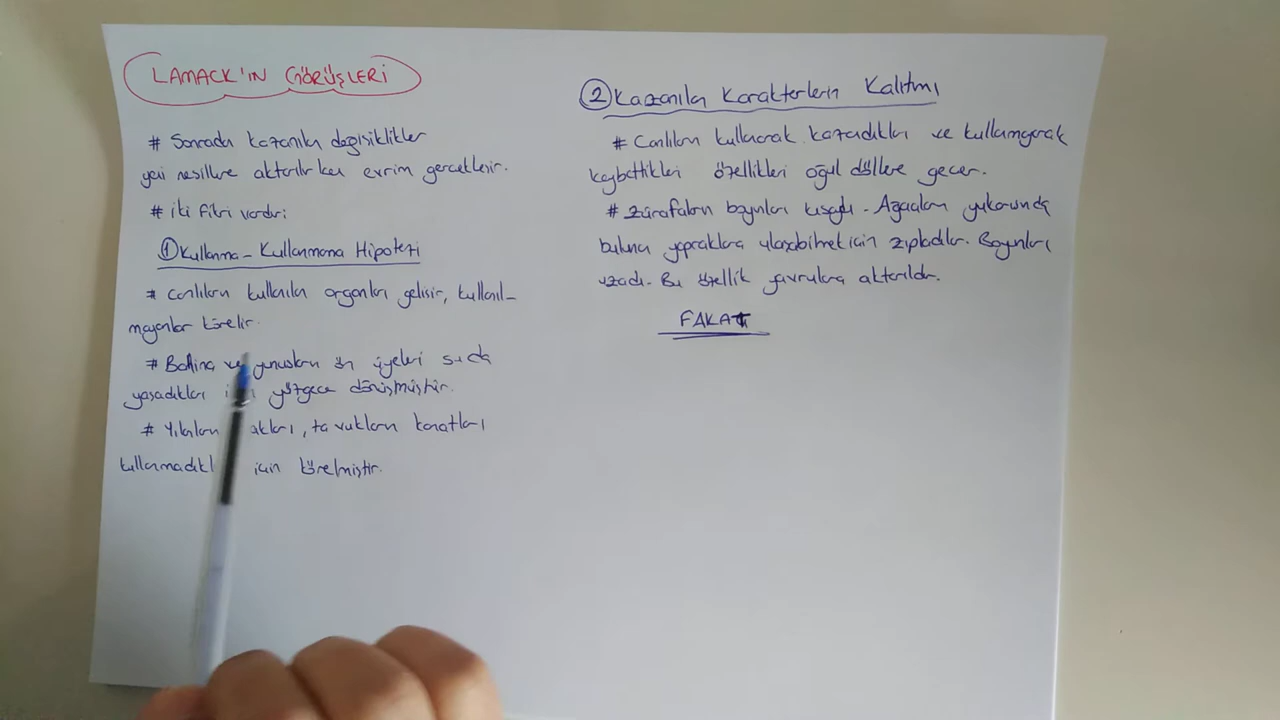 LAMACK'IN GÖRÜŞLERİ
# Sonradan kazanılan değişiklikler
yeni nesillere aktarılırken evrim gerçekleşir.
# iki fikri vardır:
① Kullanma - Kullanmama Hipotezi
# Canlıların kullanılan organları gelişir, kullanıl-
mayanlar körelir.
# Balina ve yunusların ön üyeleri suda
yaşadıkları yüzgece dönüşmüştür.
# Yılanların, tavukların kanatları
için körelmiştir.
② Kazanılan Karakterlerin Kalıtımı
# Canlıların kullanarak kazandıkları ve kullanmayarak
kaybettikleri özellikleri oğul döllere geçer.
# Zürafaların boyunları kısaydı. Ağaçların yukarısında
bulunan yapraklara ulaşabilmek için zıpladılar. Boyunları
uzadı. Bu özellik yavrulara aktarıldı.
FAKAT